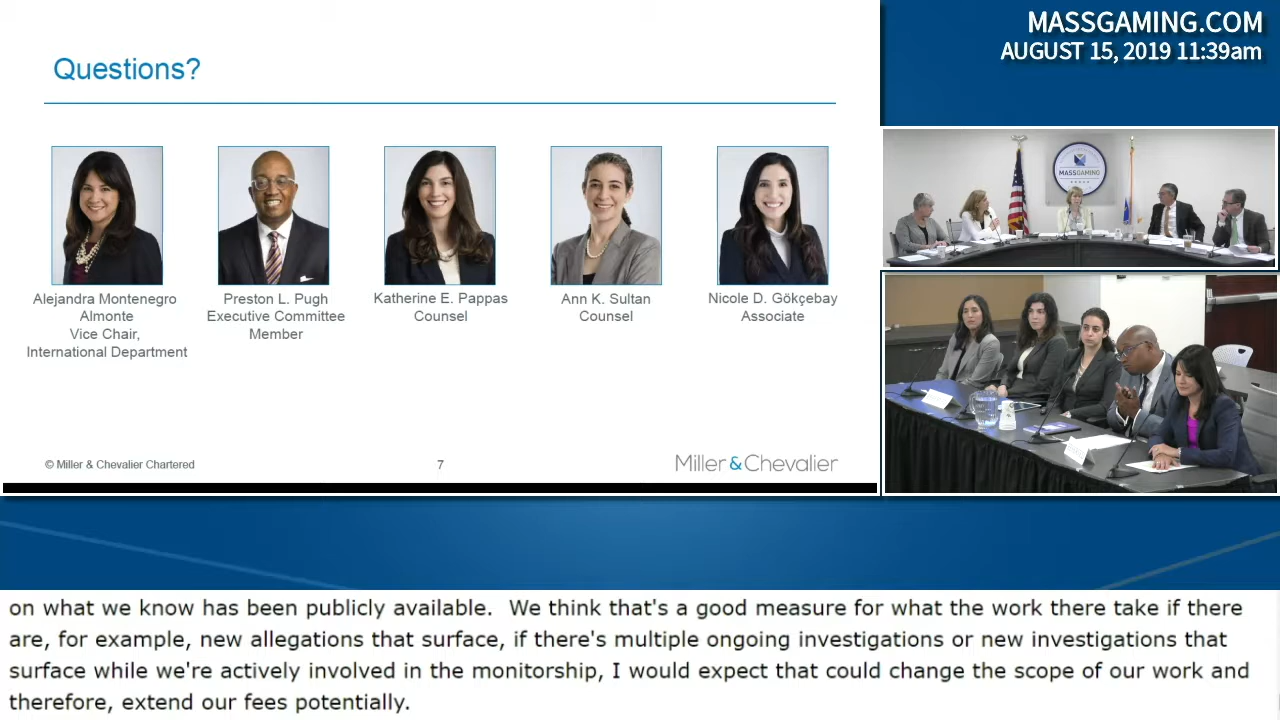 MASSGAMING.COM
AUGUST 15, 2019 11:39am
Questions?
Alejandra Montenegro
Almonte
Vice Chair,
International Department
Preston L. Pugh
Executive Committee
Member
Katherine E. Pappas
Counsel
Ann K. Sultan
Counsel
Nicole D. Gökçebay
Associate
© Miller & Chevalier Chartered
7
Miller&Chevalier
MASSGAMING
on what we know has been publicly available.  We think that's a good measure for what the work there take if there
are, for example, new allegations that surface, if there's multiple ongoing investigations or new investigations that
surface while we're actively involved in the monitorship, I would expect that could change the scope of our work and
therefore, extend our fees potentially.